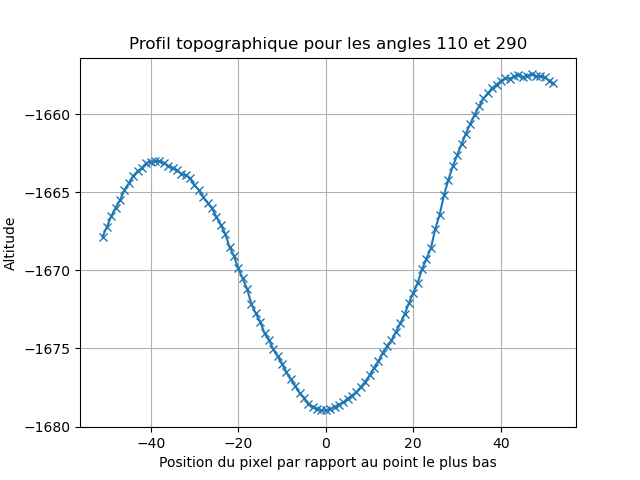 Profil topographique pour les angles 110 et 290
−1660
−1665
−1670
−1675
−1680
Altitude
−40 −20 0 20 40
Position du pixel par rapport au point le plus bas